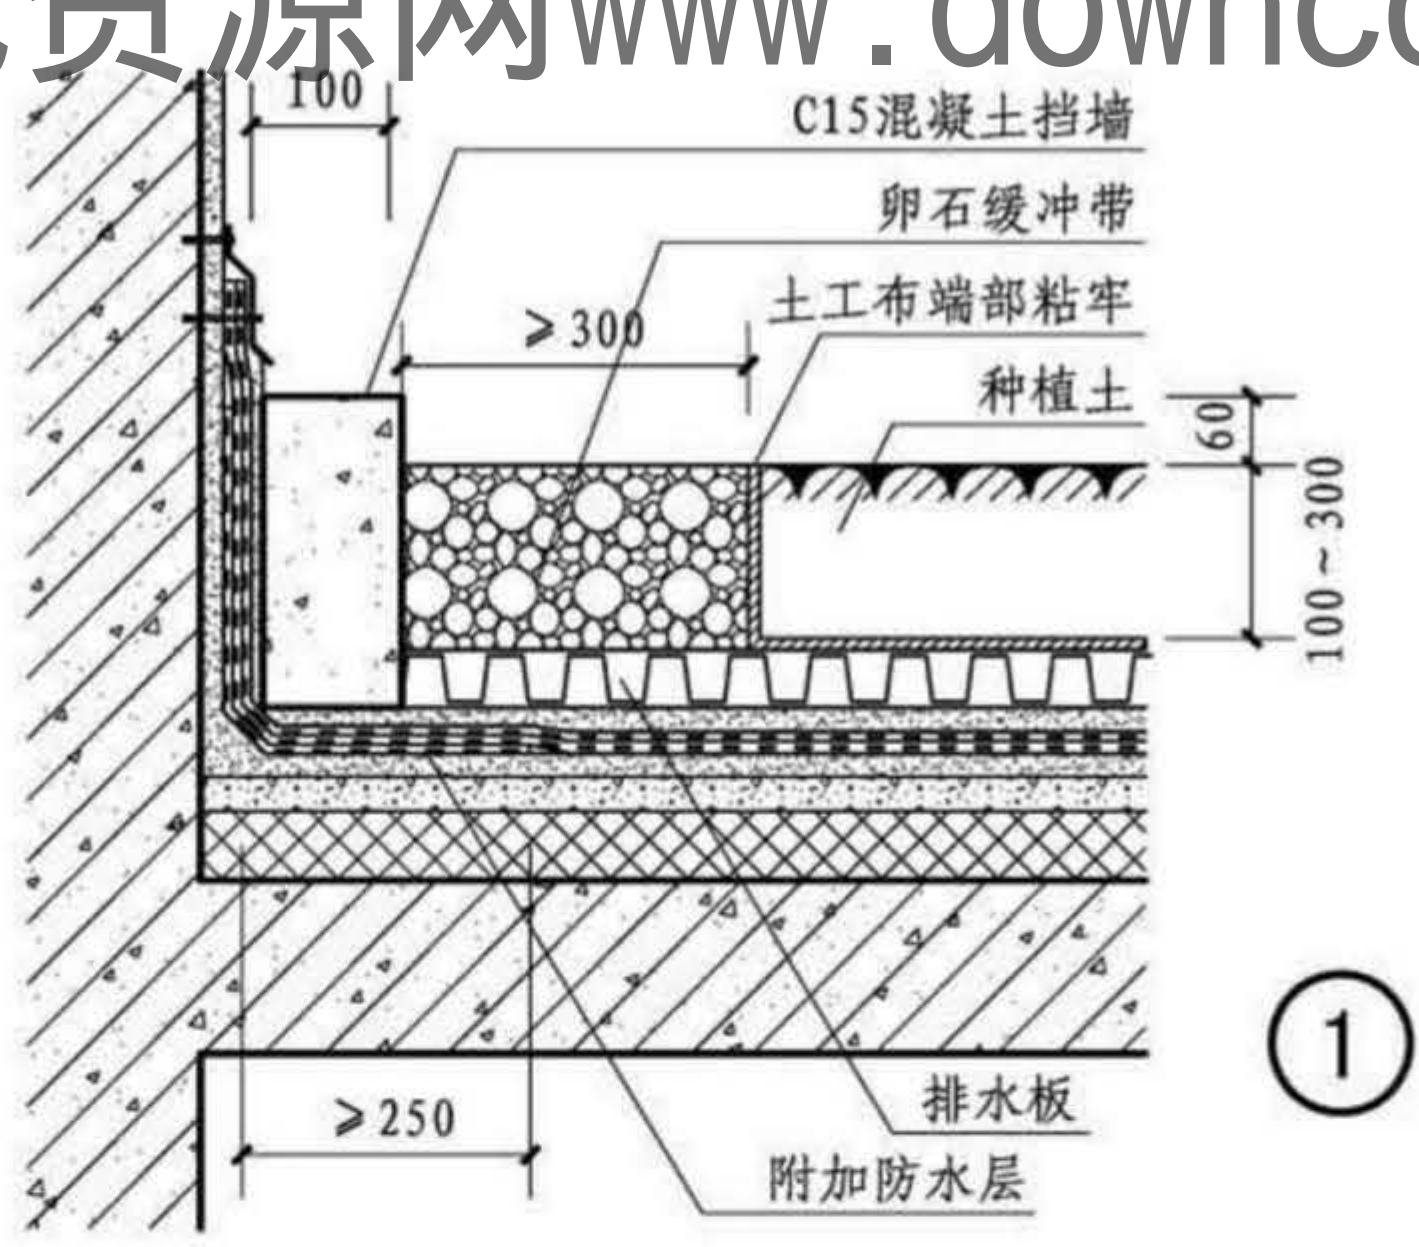 资源网www.downco
100
C15混凝土挡墙
卵石缓冲带
土工布端部粘牢
≥300
种植土
60
100~300
1
排水板
≥250
附加防水层